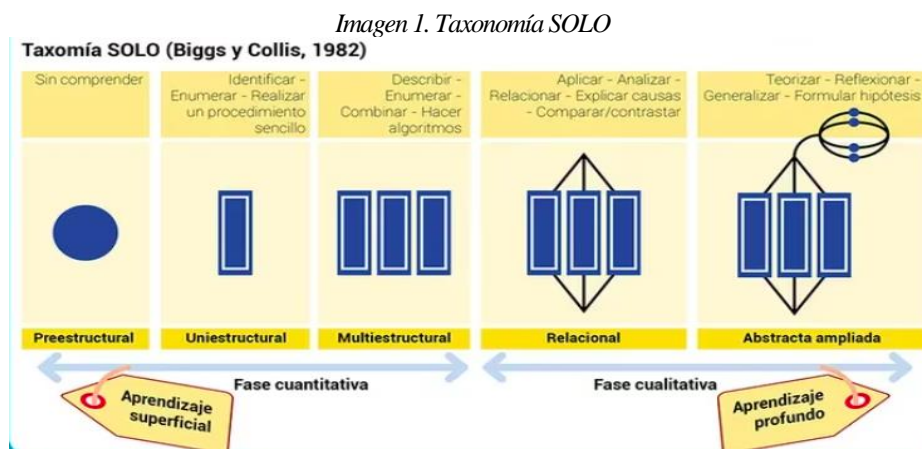 Imagen 1. Taxonomía SOLO
Taxomía SOLO (Biggs y Collis, 1982)
Sin comprender
Identificar -
Enumerar - Realizar
un procedimiento
sencillo
Describir -
Enumerar -
Combinar - Hacer
algoritmos
Aplicar - Analizar -
Relacionar - Explicar causas
- Comparar/contrastar
Teorizar - Reflexionar -
Generalizar - Formular hipótesis
Preestructural
Uniestructural
Multiestructural
Relacional
Abstracta ampliada
Fase cuantitativa
Fase cualitativa
Aprendizaje
superficial
Aprendizaje
profundo